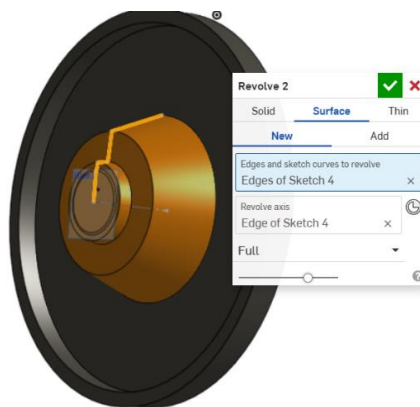 Revolve 2
Solid Surface Thin
New Add
Edges and sketch curves to revolve
Edges of Sketch 4
Revolve axis
Edge of Sketch 4
Full